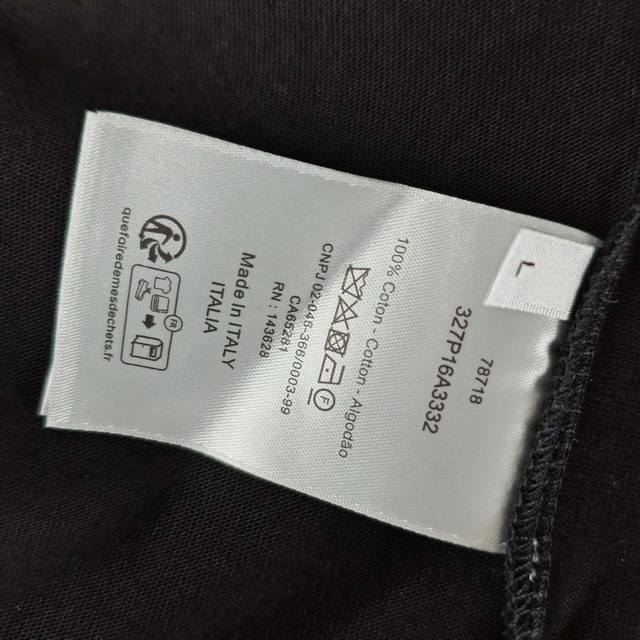 L
78718
327P16A3332
100% Coton - Cotton - Algodão
CNPJ 02.046.366/0003-99
CA65281
RN : 143628
Made in ITALY
ITALIA
FR
quefairedemesdechets.fr